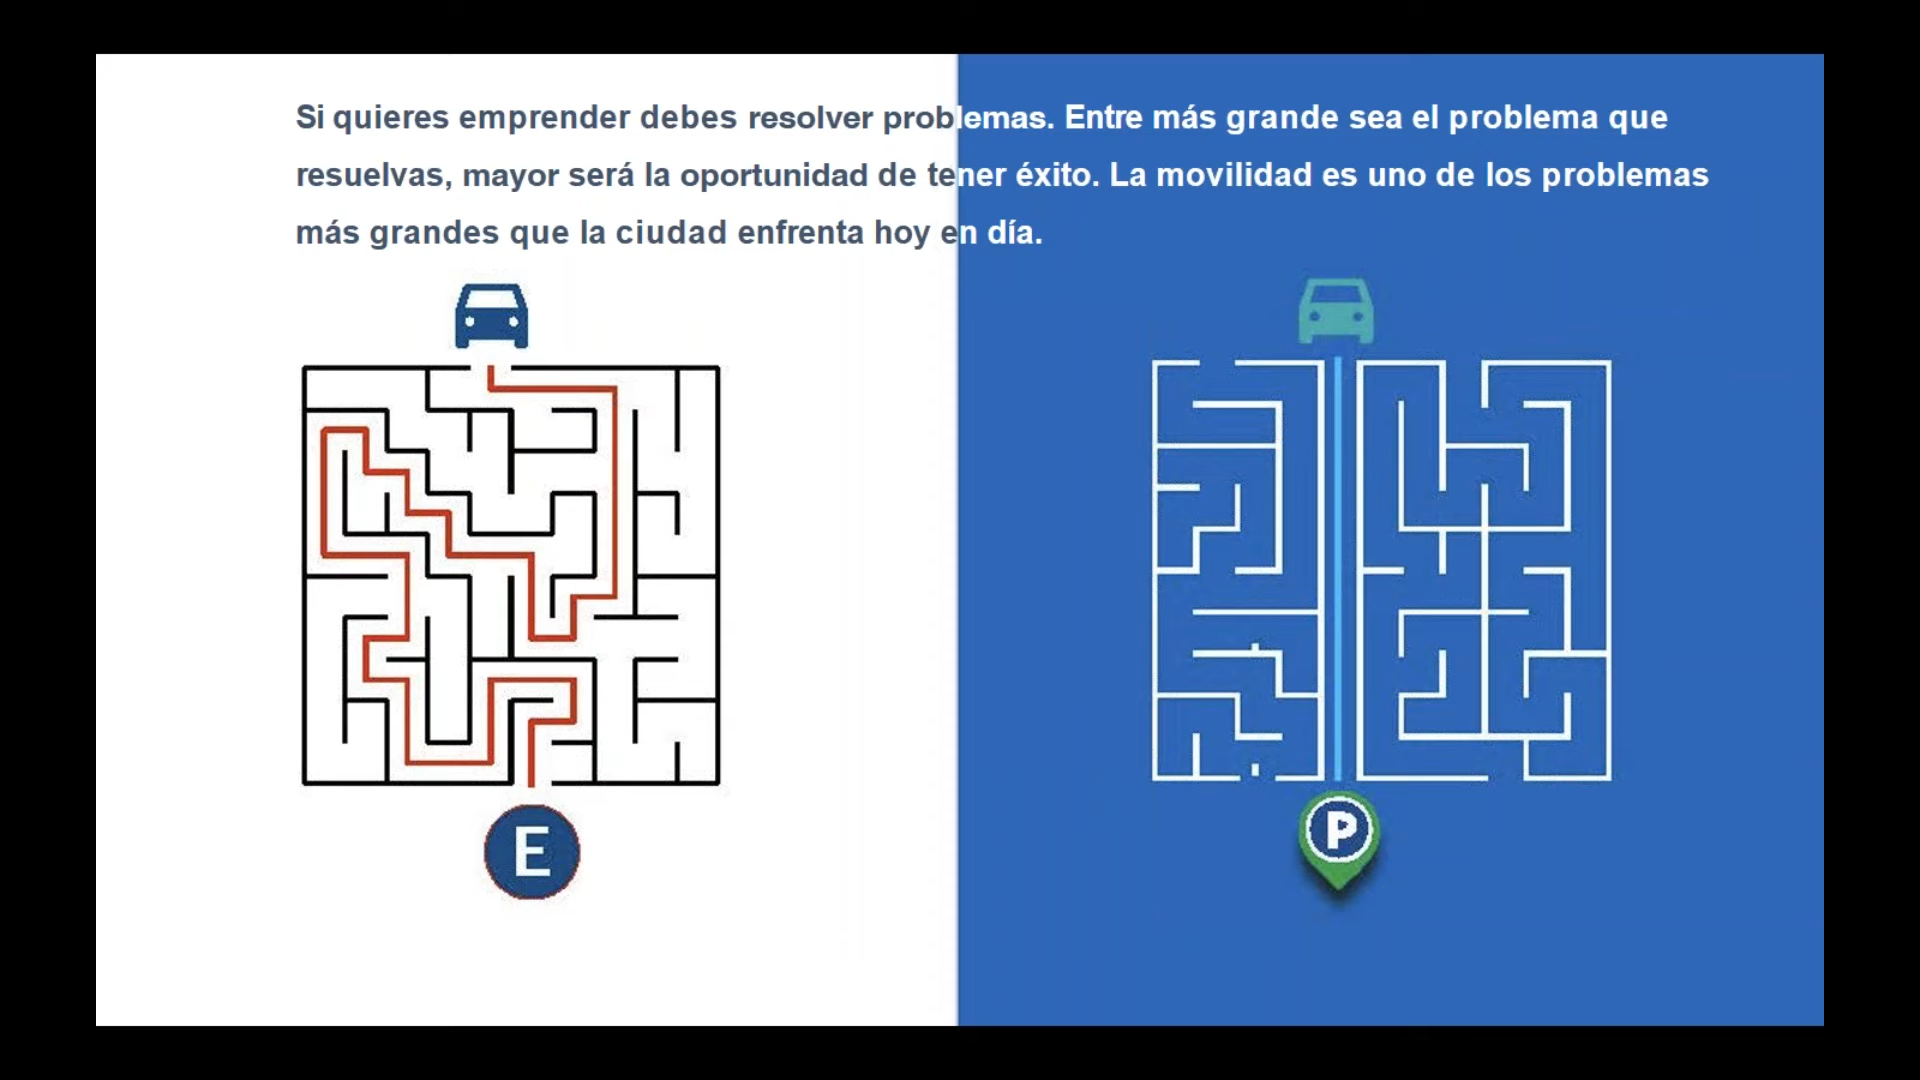 Si quieres emprender debes resolver problemas. Entre más grande sea el problema que
resuelvas, mayor será la oportunidad de tener éxito. La movilidad es uno de los problemas
más grandes que la ciudad enfrenta hoy en día.
E
P